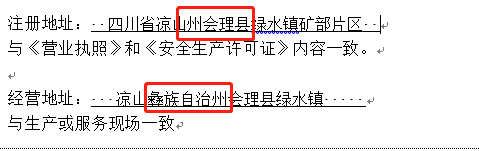 注册地址：四川省凉山州会理县绿水镇矿部片区
与《营业执照》和《安全生产许可证》内容一致。
经营地址：凉山彝族自治州会理县绿水镇
与生产或服务现场一致